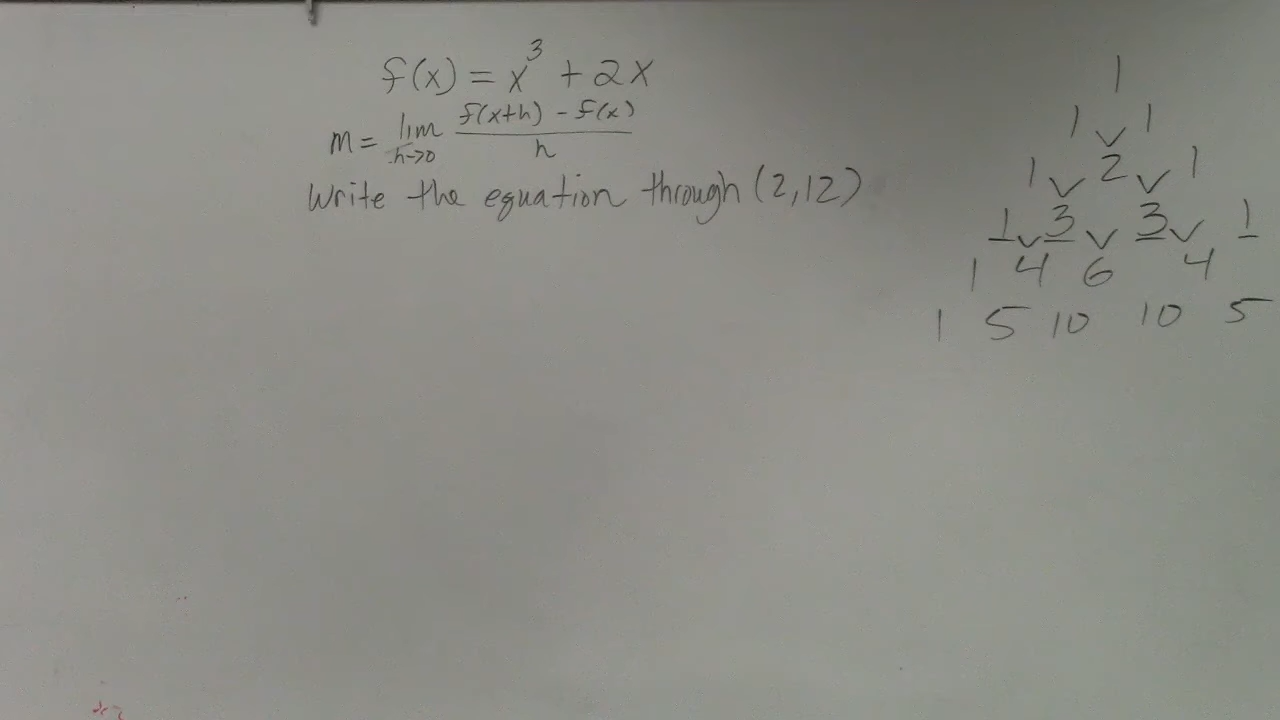 f(x) = x³ + 2x
m = lim h→0 f(x+h) - f(x) / h
Write the equation through (2,12)
1
1 1
1 2 1
1 3 3 1
1 4 6 4
1 5 10 10 5